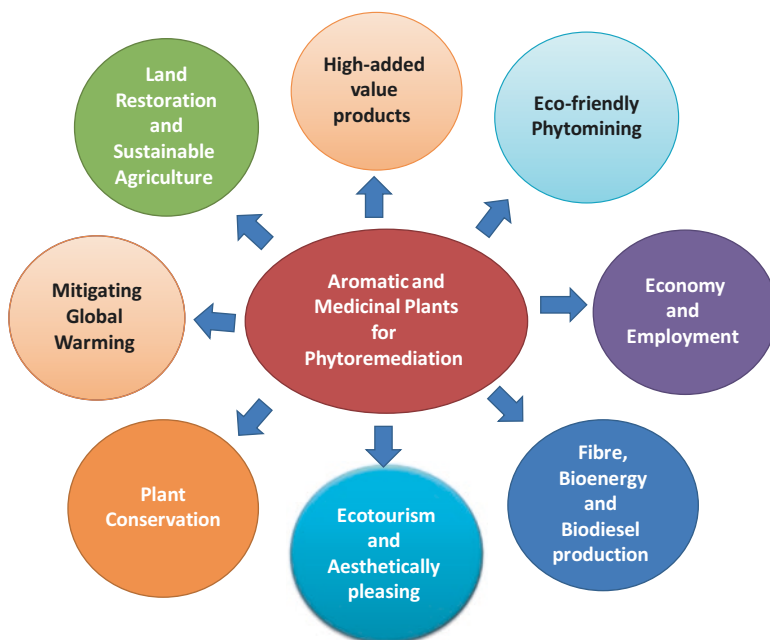 High-added
value
products
Land
Restoration
and
Sustainable
Agriculture
Eco-friendly
Phytomining
Mitigating
Global
Warming
Aromatic and
Medicinal Plants
for
Phytoremediation
Economy
and
Employment
Plant
Conservation
Ecotourism
and
Aesthetically
pleasing
Fibre,
Bioenergy
and
Biodiesel
production